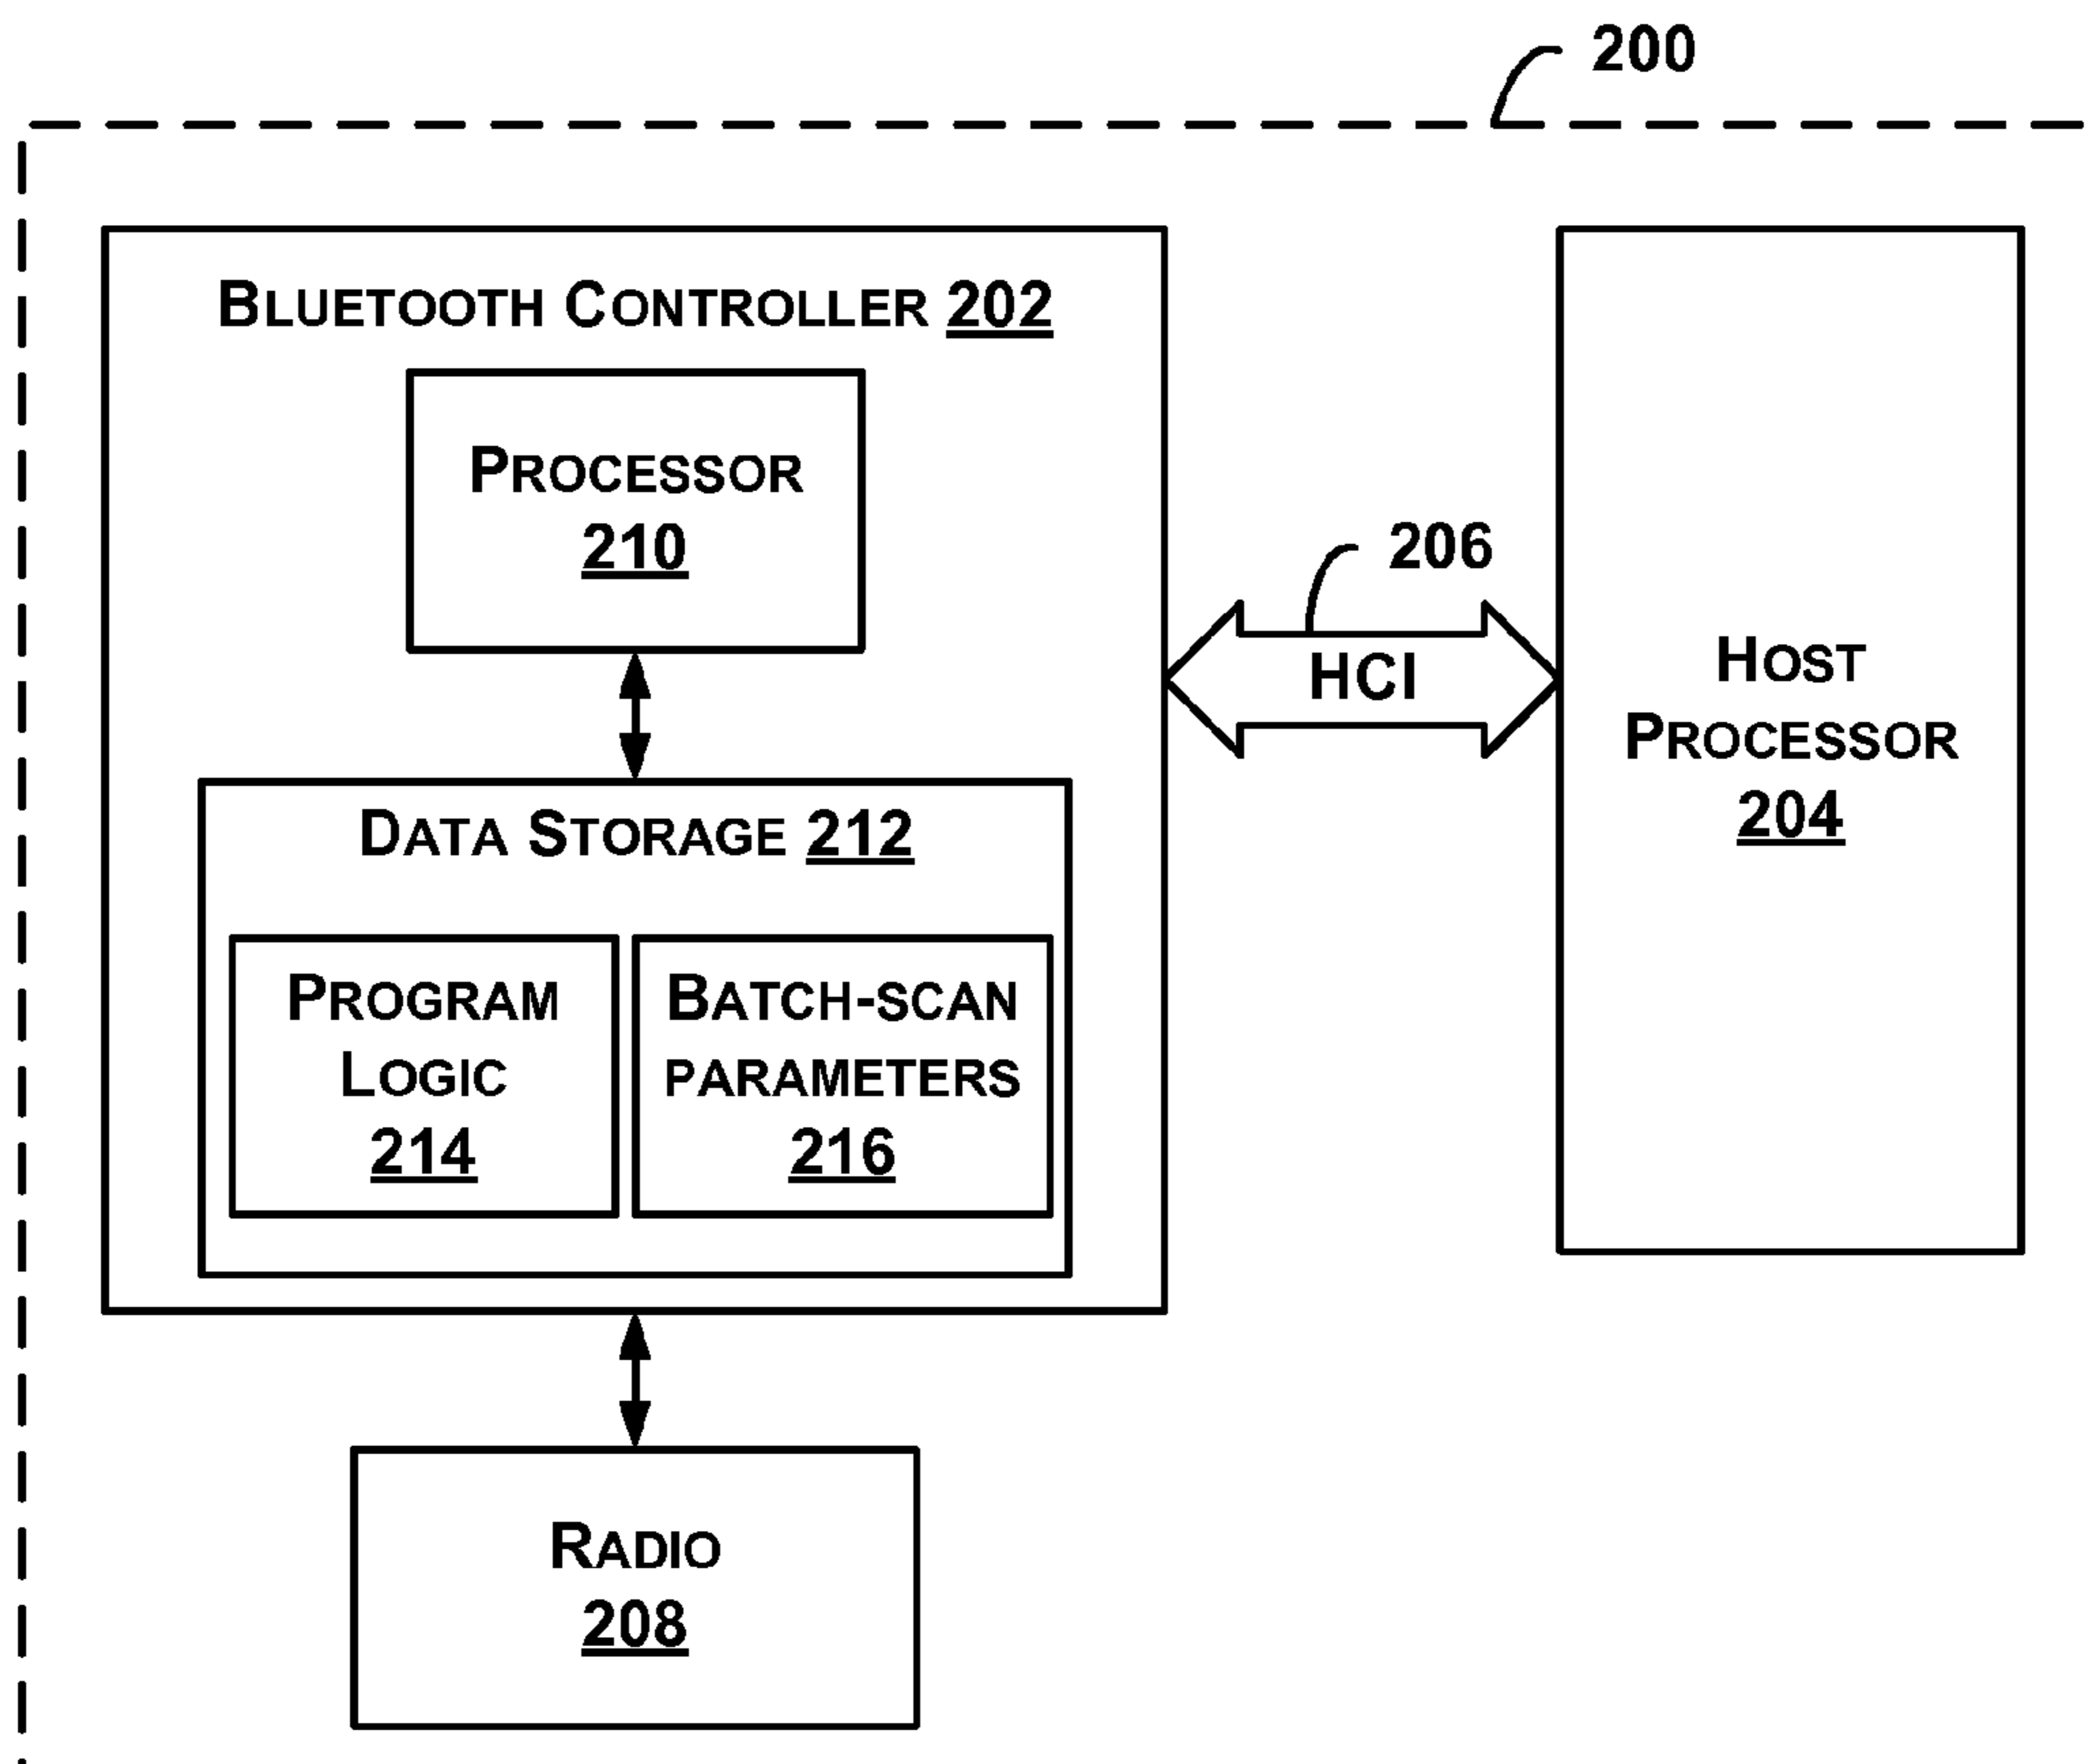 200
BLUETOOTH CONTROLLER 202
PROCESSOR
210
206
HCI
HOST
PROCESSOR
204
DATA STORAGE 212
PROGRAM
LOGIC
214
BATCH-SCAN
PARAMETERS
216
RADIO
208